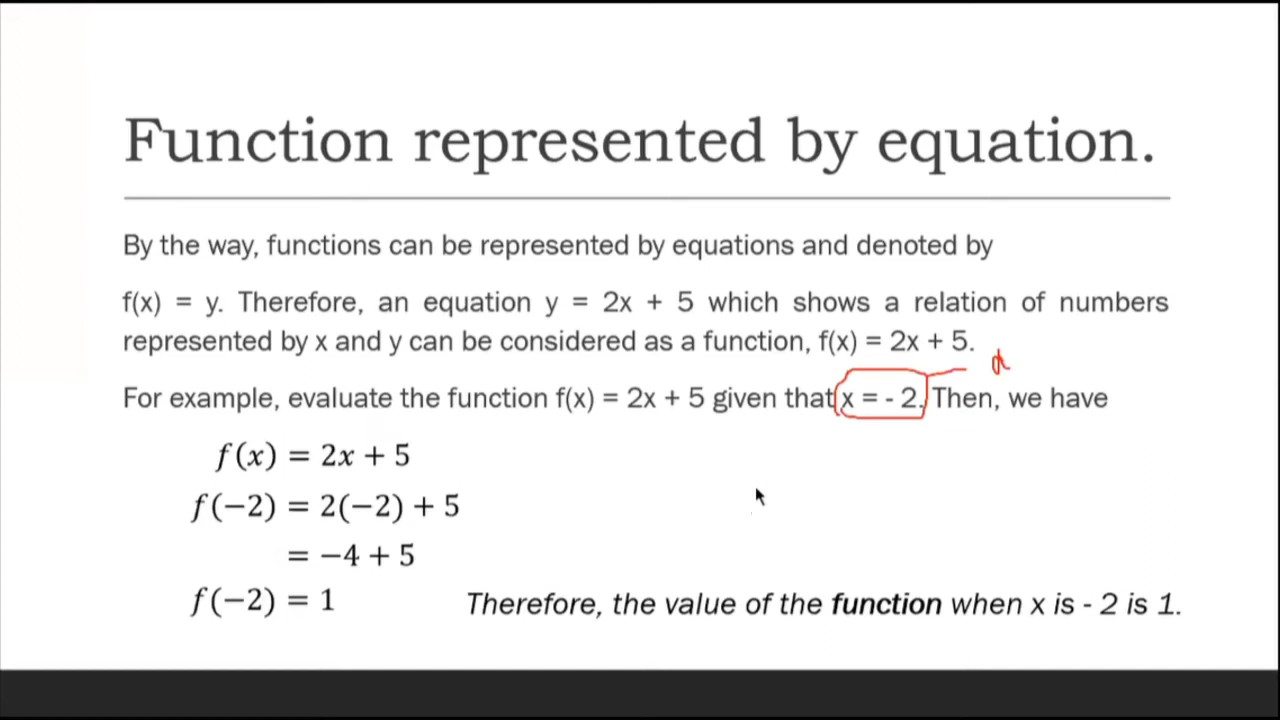 Function represented by equation.
By the way, functions can be represented by equations and denoted by
f(x) = y. Therefore, an equation y = 2x + 5 which shows a relation of numbers
represented by x and y can be considered as a function, f(x) = 2x + 5.
For example, evaluate the function f(x) = 2x + 5 given that x = - 2. Then, we have
f(x) = 2x + 5
f(−2) = 2(−2) + 5
= −4 + 5
f(−2) = 1
Therefore, the value of the function when x is - 2 is 1.